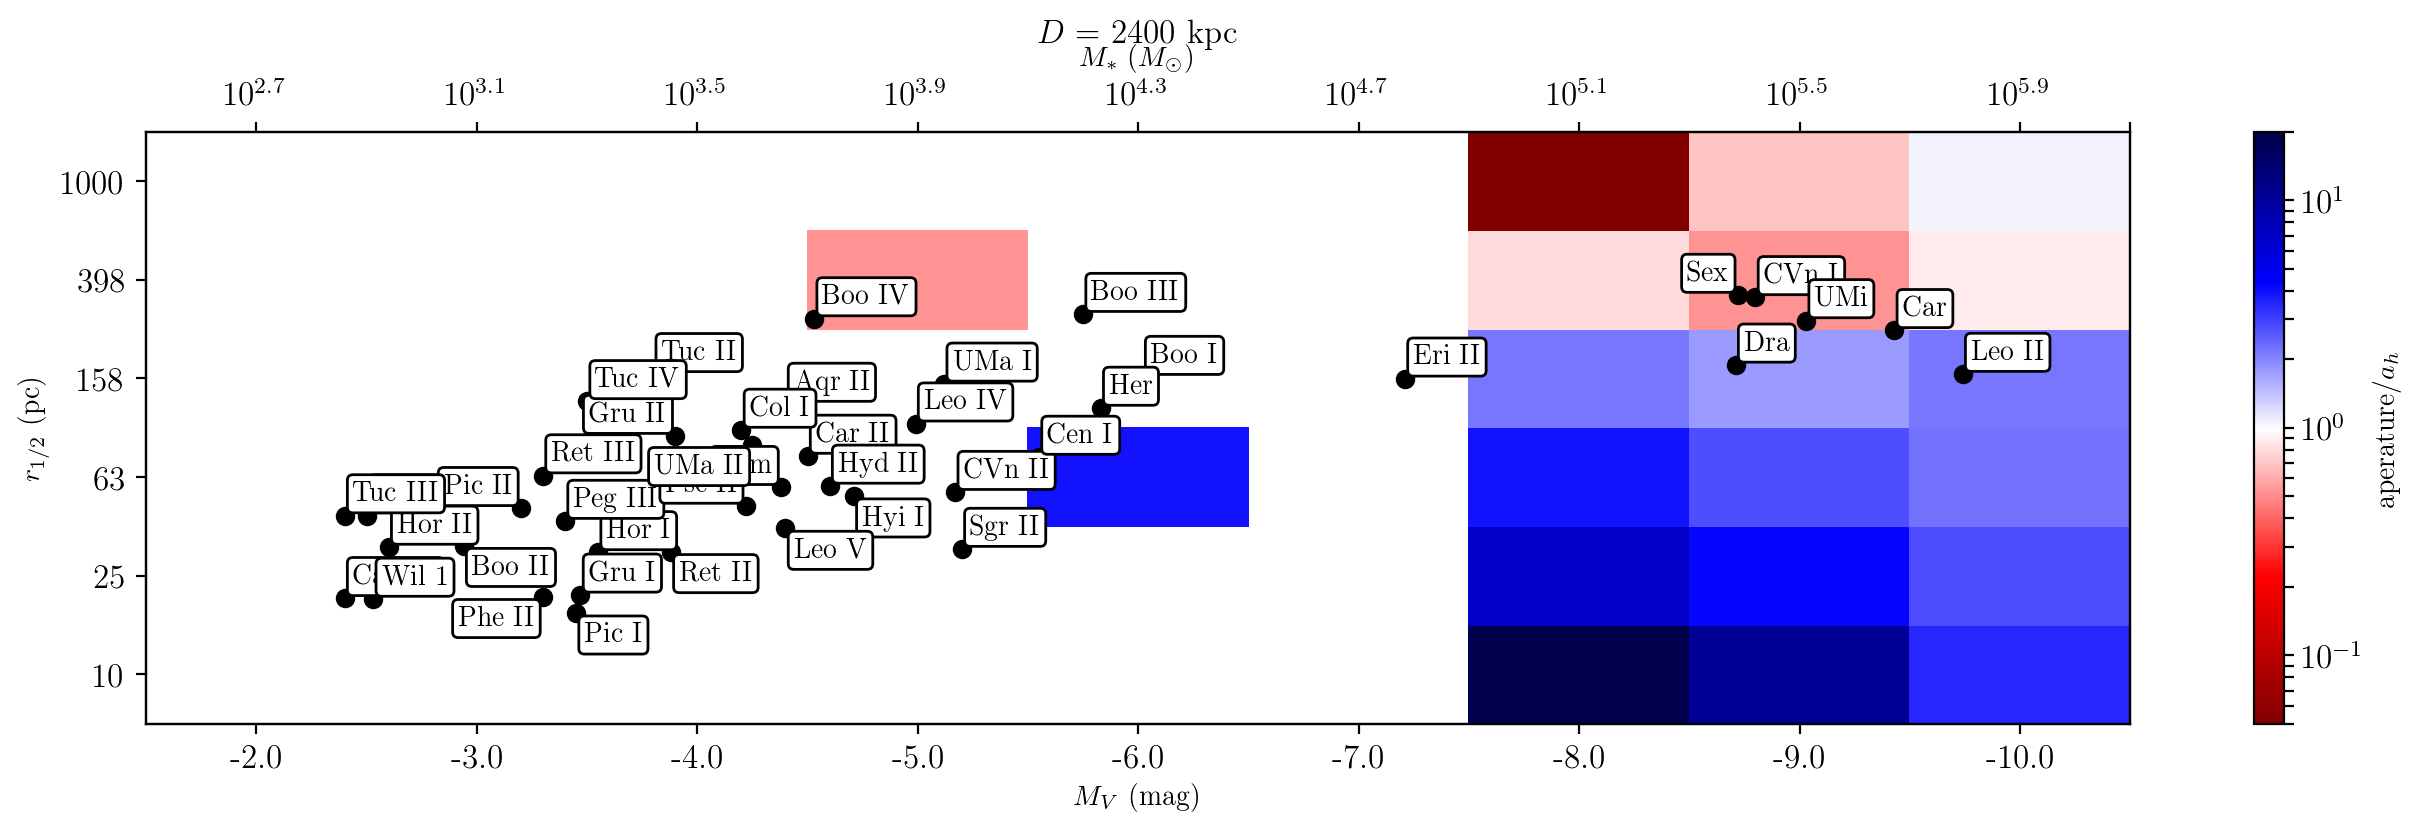 D = 2400 kpc
M* (M⊙)
10^2.7 10^3.1 10^3.5 10^3.9 10^4.3 10^4.7 10^5.1 10^5.5 10^5.9
1000
398
158
63
25
10
r1/2 (pc)
Boo IV
Boo III
Sex
CVn I
UMi
Car
Tuc II
Tuc IV
Gru II
Aqr II
Col I
UMa I
Leo IV
Boo I
Her
Eri II
Dra
Leo II
Ret III
UMa II
Car II
Hyd II
Cen I
CVn II
Tuc III
Pic II
Peg III
Hor II
Hor I
Hyi I
Leo V
Sgr II
Wil 1
Boo II
Gru I
Ret II
Phe II
Pic I
-2.0 -3.0 -4.0 -5.0 -6.0 -7.0 -8.0 -9.0 -10.0
MV (mag)
10^1
10^0
10^-1
aperature/ah